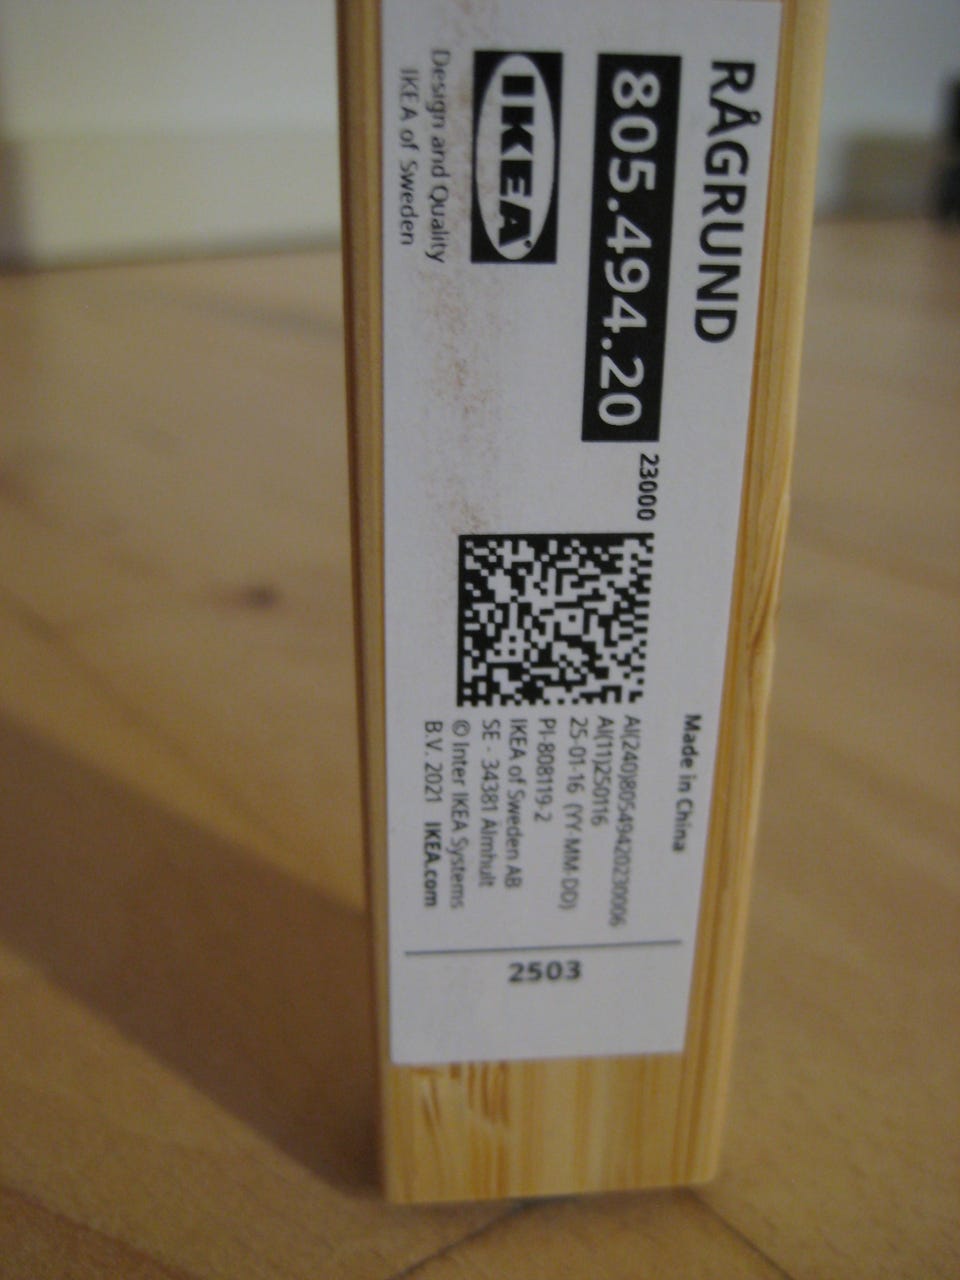 RÅGRUND
805.494.20
23000
IKEA®
Design and Quality
IKEA of Sweden
Made in China
AI(240)80549420230006
AI(11)250116
25-01-16 (YY-MM-DD)
PI-808119-2
IKEA of Sweden AB
SE - 34381 Älmhult
© Inter IKEA Systems
B.V. 2021 IKEA.com
2503